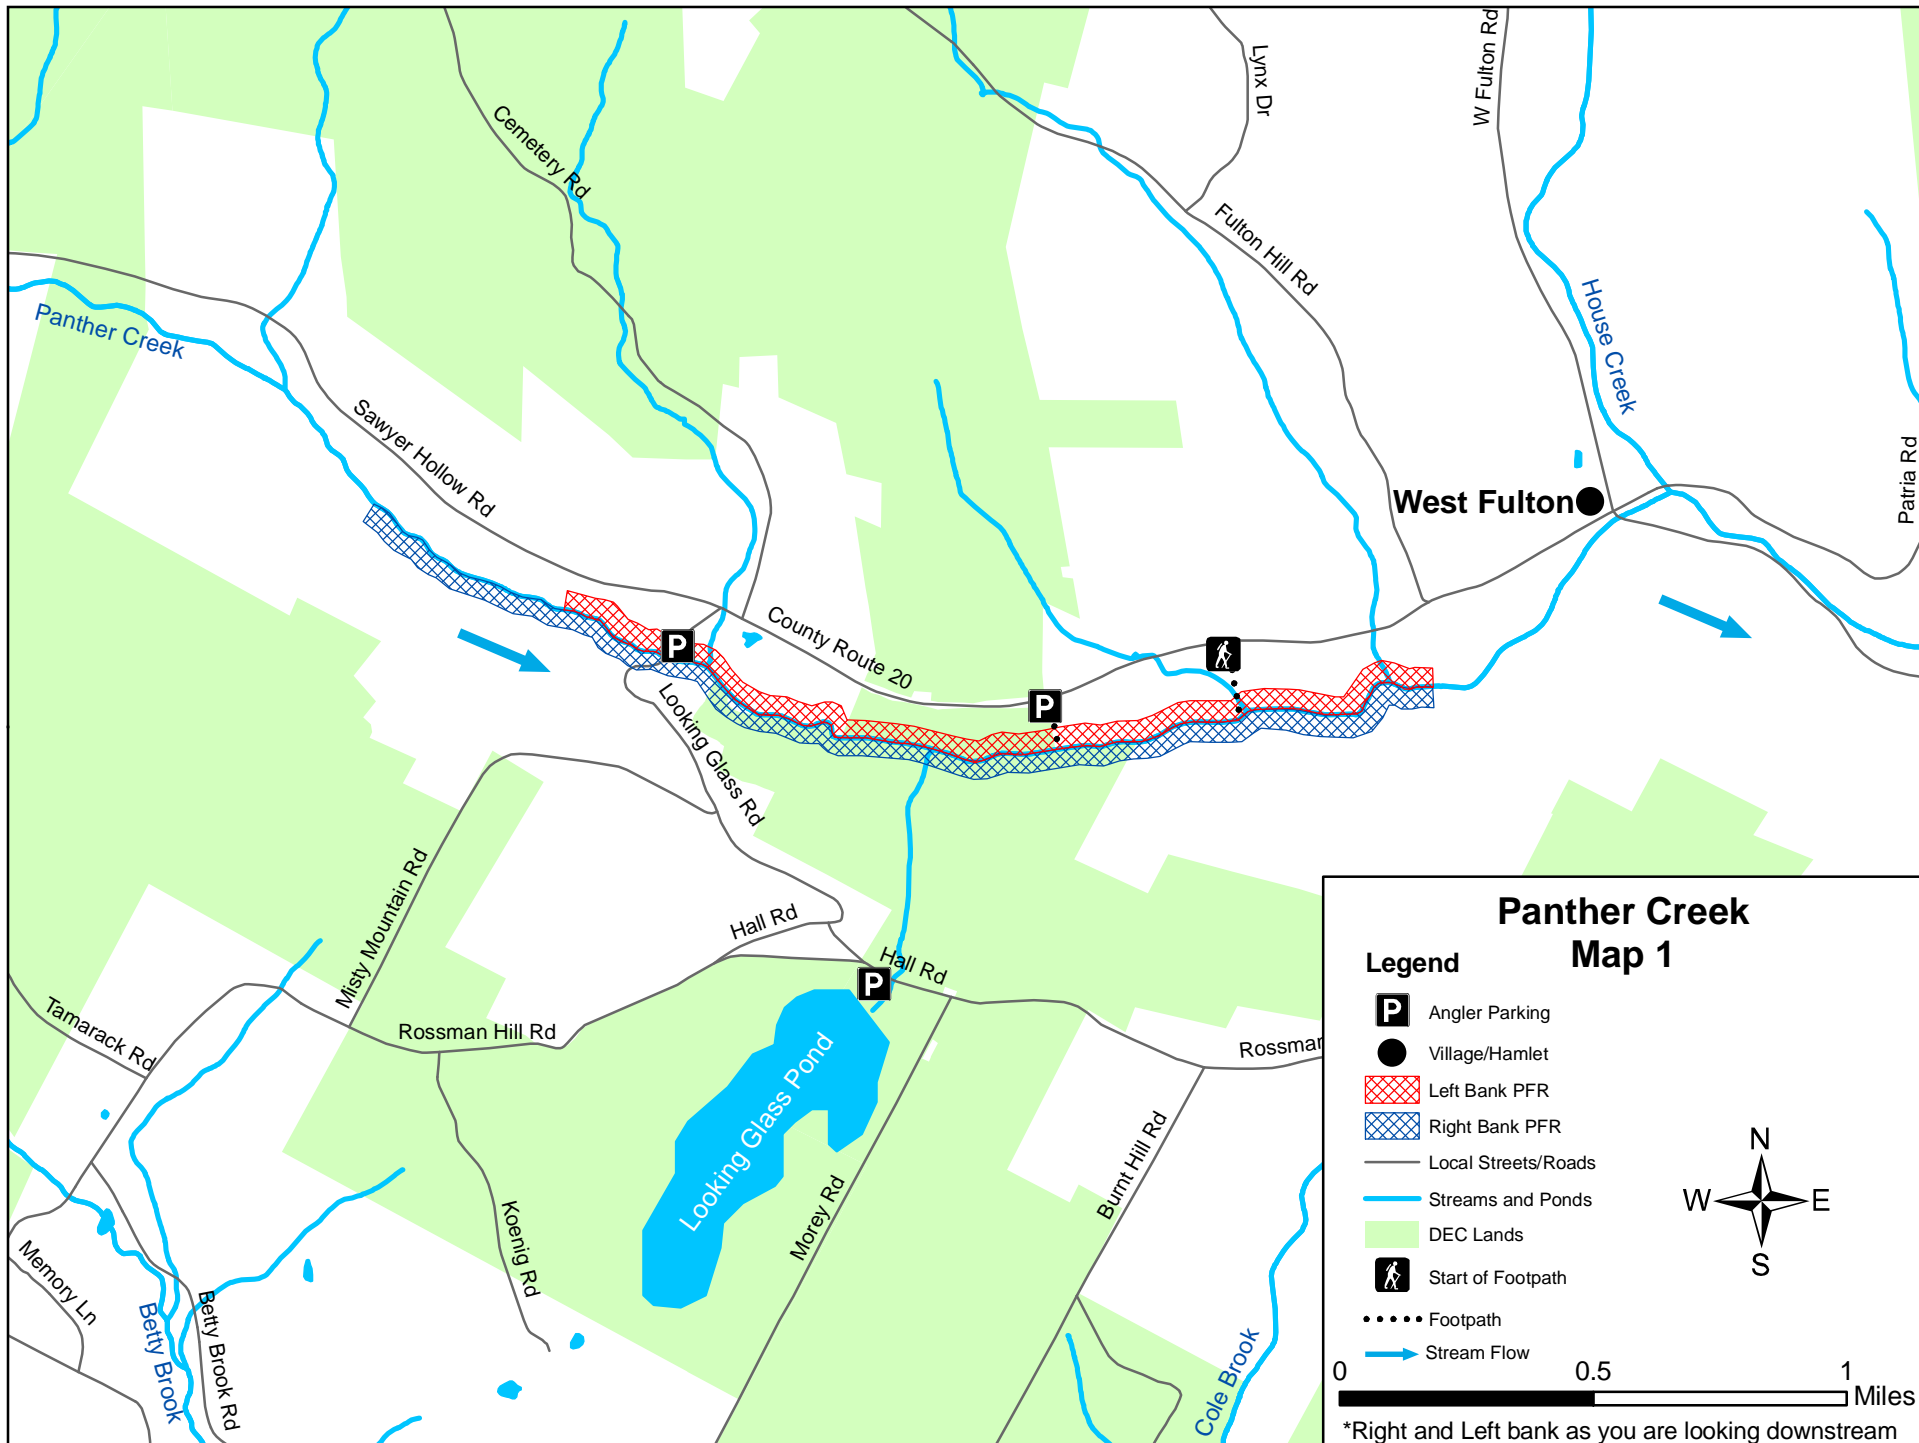 Lynx Dr
W Fulton Rd
Cemetery Rd
Fulton Hill Rd
House Creek
Panther Creek
Sawyer Hollow Rd
West Fulton
Patria Rd
County Route 20
P
P
Looking Glass Rd
Misty Mountain Rd
Hall Rd
Hall Rd
P
Tamarack Rd
Rossman Hill Rd
Rossman
Looking Glass Pond
Morey Rd
Burnt Hill Rd
Koenig Rd
Memory Ln
Betty Brook
Betty Brook Rd
Cole Brook
Panther Creek
Map 1
Legend
P Angler Parking
Village/Hamlet
Left Bank PFR
Right Bank PFR
Local Streets/Roads
Streams and Ponds
DEC Lands
Start of Footpath
Footpath
Stream Flow
N
W E
S
0 0.5 1
Miles
*Right and Left bank as you are looking downstream